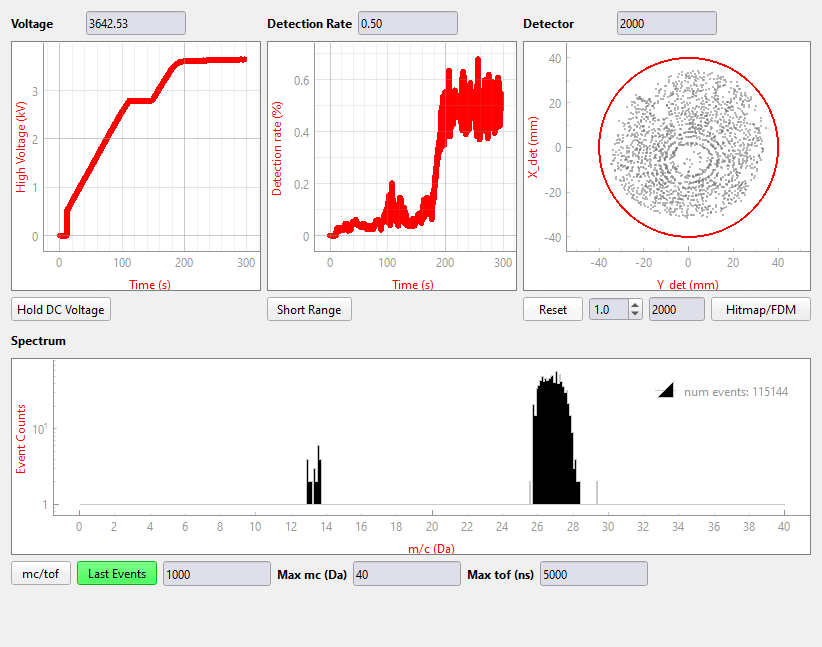 Voltage 3642.53 Detection Rate 0.50 Detector 2000
High Voltage (kV)
3
2
1
0
0 100 200 300
Time (s)
Detection rate (%)
0.6
0.4
0.2
0
0 100 200 300
Time (s)
X_det (mm)
40
20
0
-20
-40
-40 -20 0 20 40
Y_det (mm)
Hold DC Voltage Short Range Reset 1.0 2000 Hitmap/FDM
Spectrum
Event Counts
10¹
1
num events: 115144
0 2 4 6 8 10 12 14 16 18 20 22 24 26 28 30 32 34 36 38 40
m/c (Da)
mc/tof Last Events 1000 Max mc (Da) 40 Max tof (ns) 5000